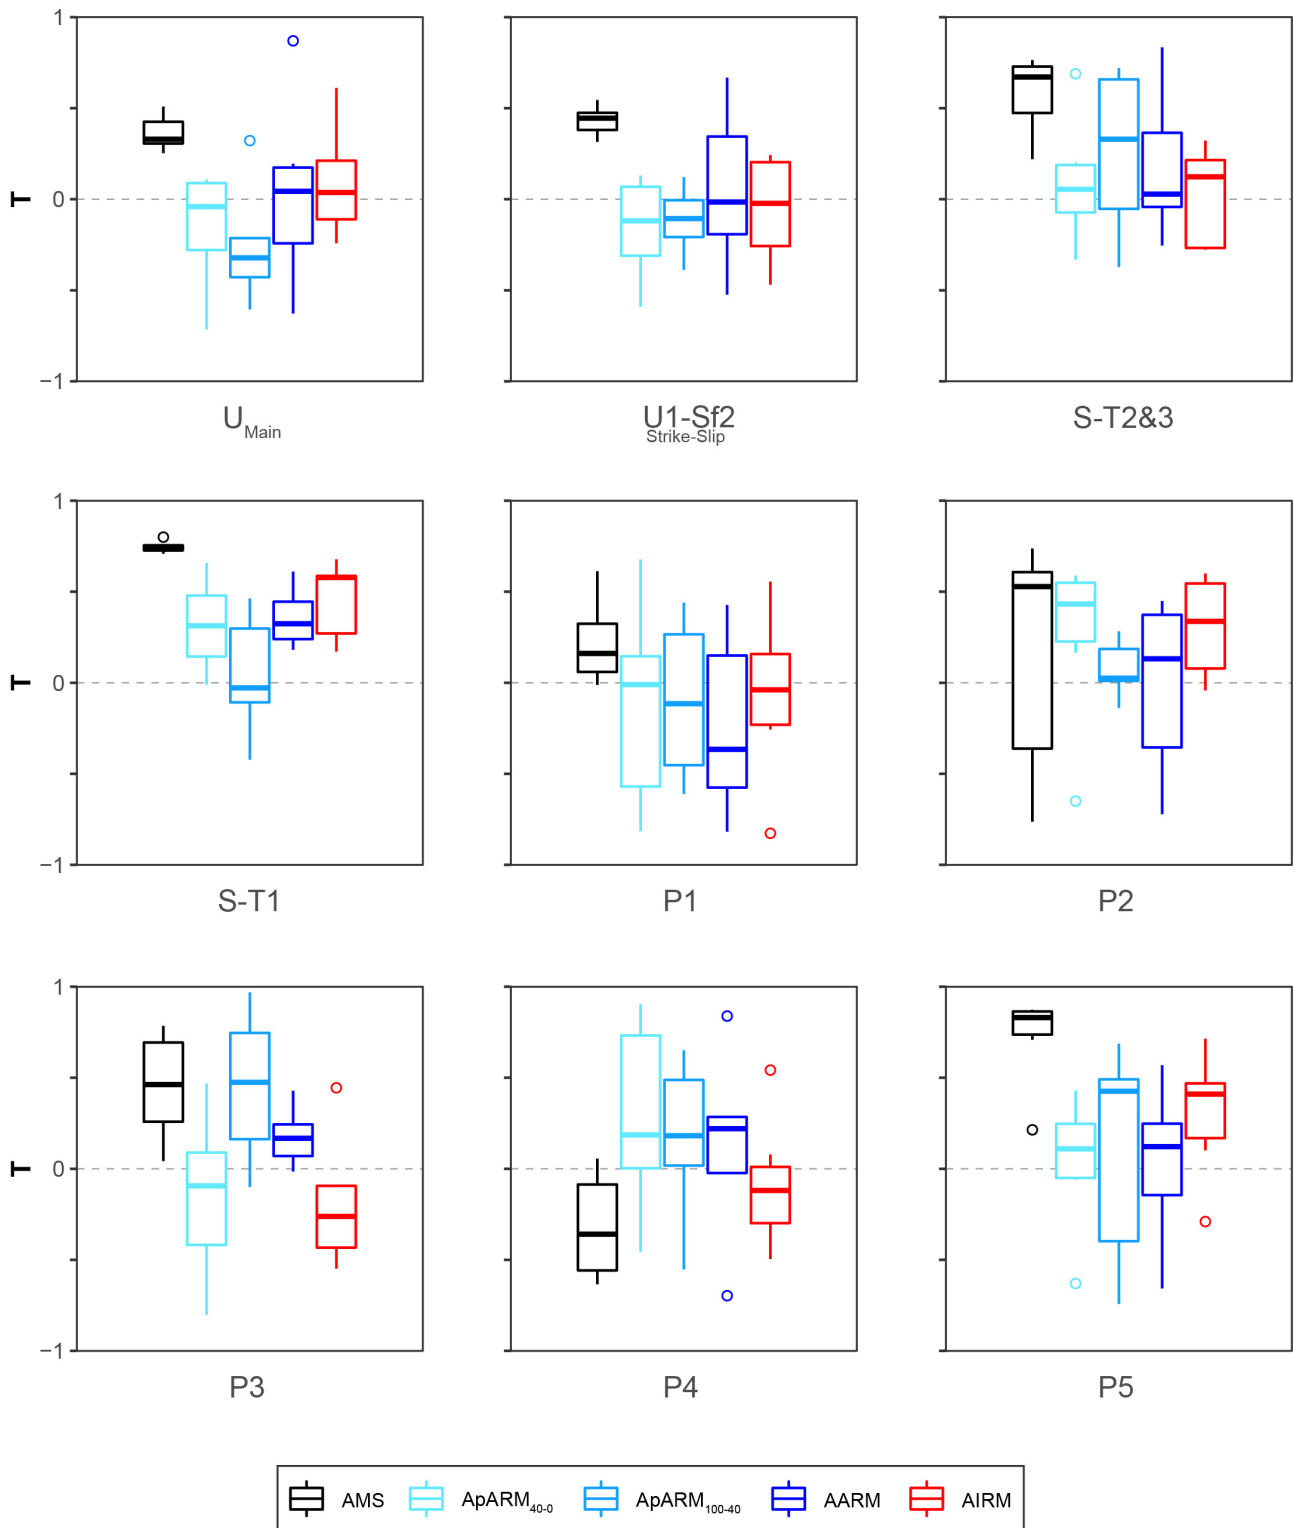 1
T 0
−1
U Main
U1-Sf2
Strike-Slip
S-T2&3
1
T 0
−1
S-T1 P1 P2
1
T 0
−1
P3 P4 P5
AMS ApARM40-0 ApARM100-40 AARM AIRM